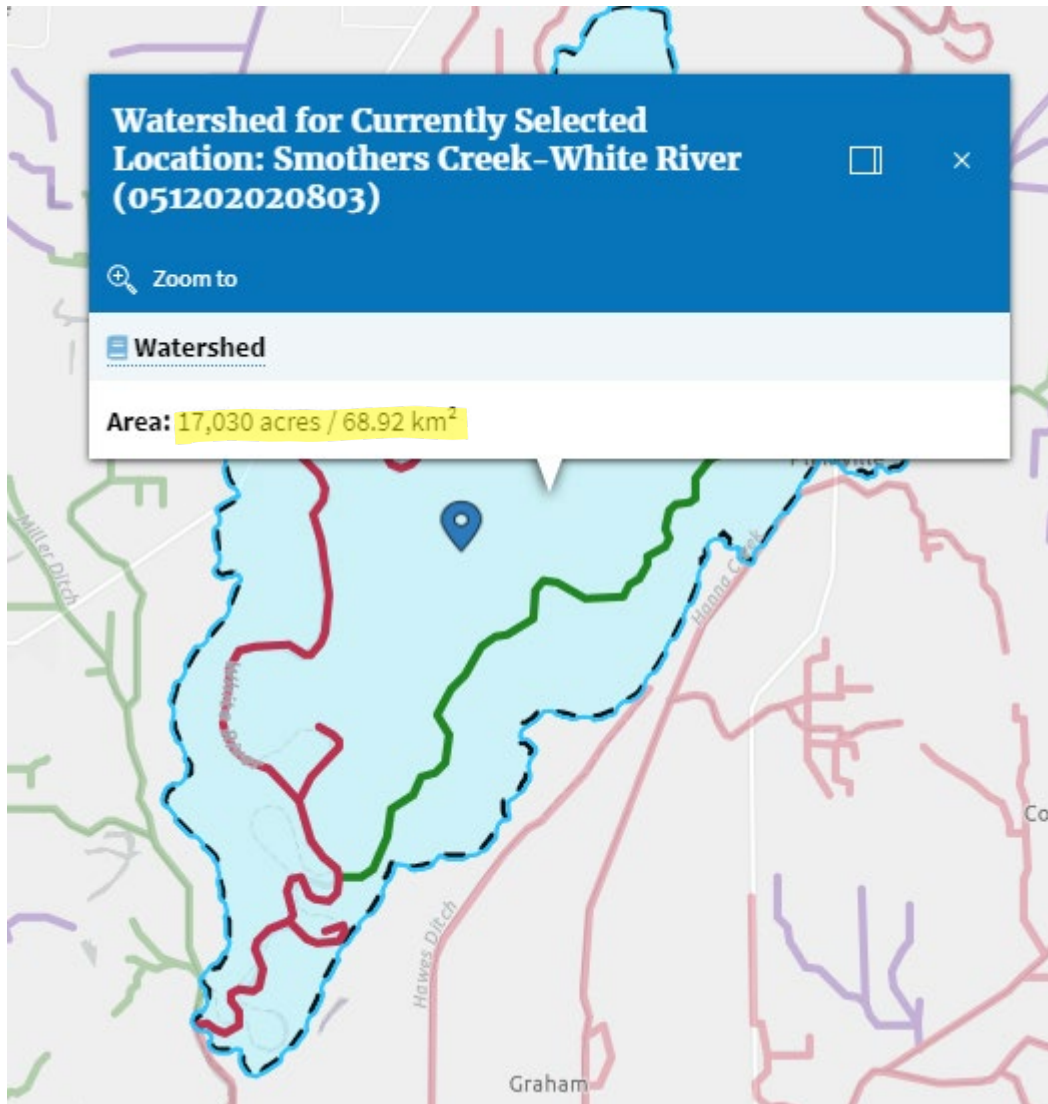 Watershed for Currently Selected
Location: Smothers Creek–White River
(051202020803)
Zoom to
Watershed
Area: 17,030 acres / 68.92 km²
Miller Ditch
Hanna Creek
Hawes Ditch
Co
Graham